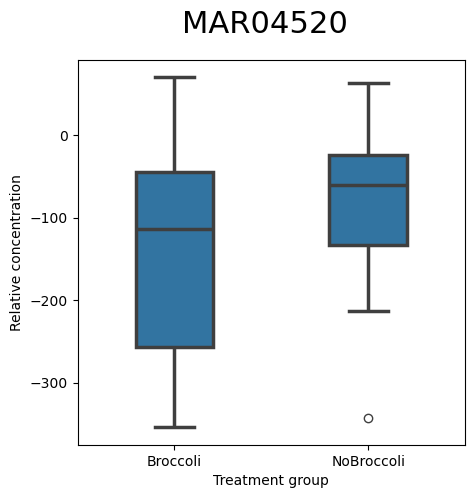 MAR04520
Relative concentration
0
−100
−200
−300
Broccoli
NoBroccoli
Treatment group